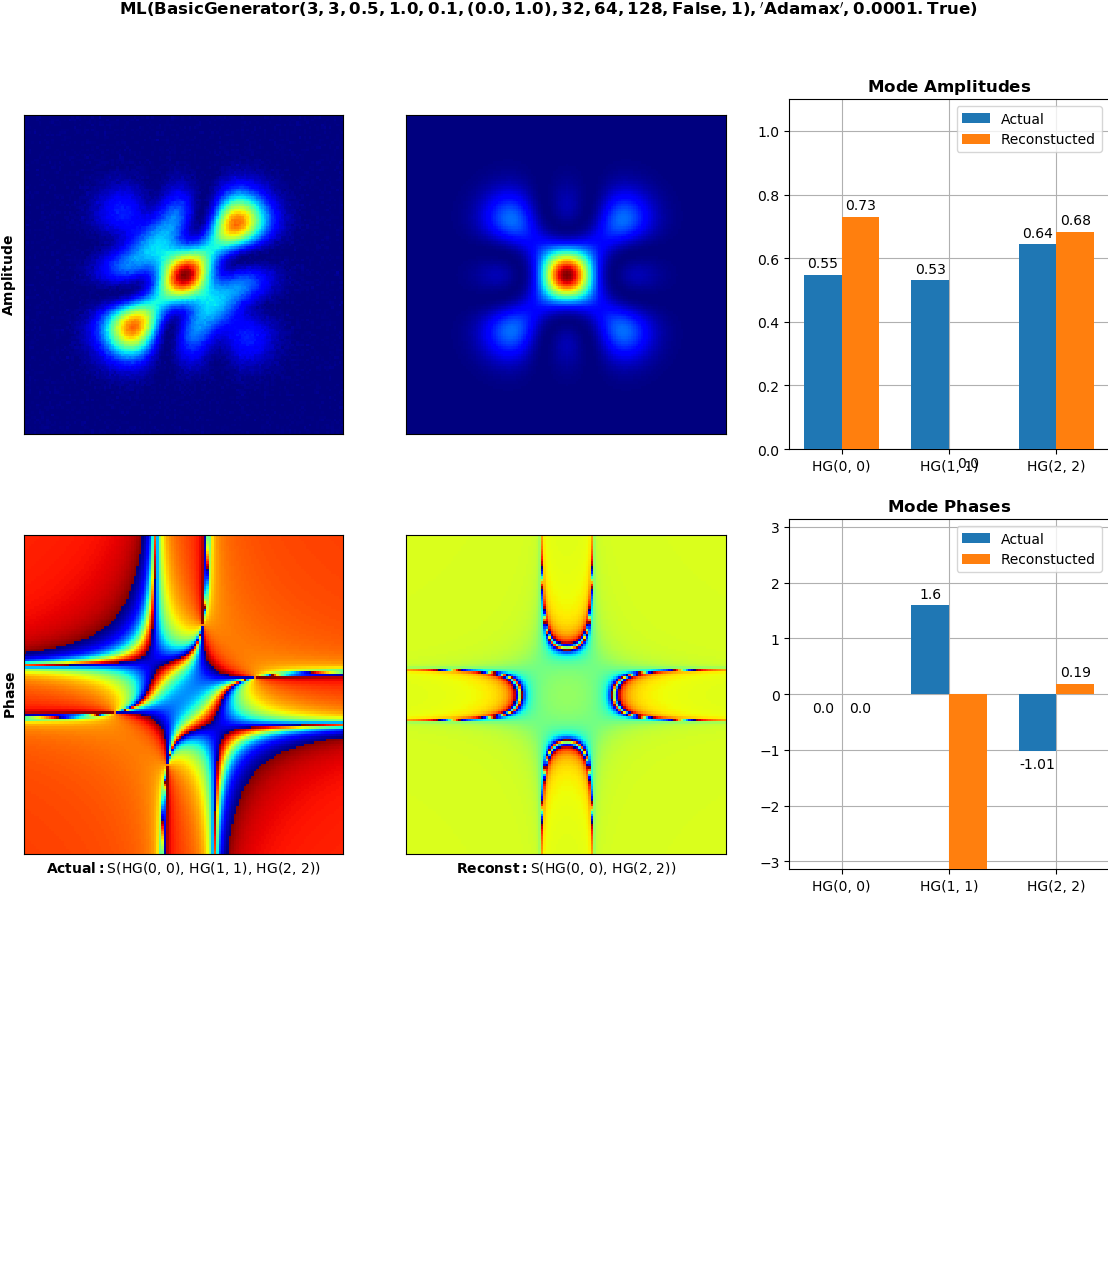 ML(BasicGenerator(3, 3, 0.5, 1.0, 0.1, (0.0, 1.0), 32, 64, 128, False, 1), ′Adamax′, 0.0001. True)
Amplitude
Mode Amplitudes
Actual
Reconstucted
1.0
0.8
0.6
0.4
0.2
0.0
0.55
0.73
0.53
0.0
0.64
0.68
HG(0, 0)
HG(1, 1)
HG(2, 2)
Phase
Actual: S(HG(0, 0), HG(1, 1), HG(2, 2))
Reconst: S(HG(0, 0), HG(2, 2))
Mode Phases
Actual
Reconstucted
3
2
1
0
−1
−2
−3
0.0
0.0
1.6
-1.01
0.19
HG(0, 0)
HG(1, 1)
HG(2, 2)